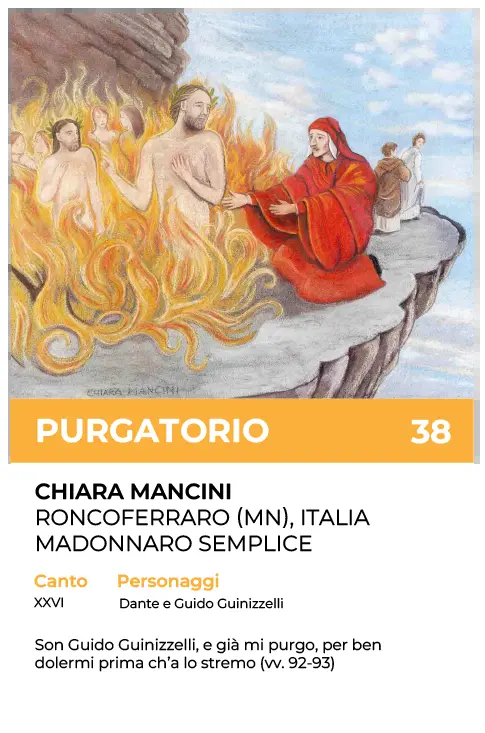 CHIARA MANCINI
PURGATORIO 38
CHIARA MANCINI
RONCOFERRARO (MN), ITALIA
MADONNARO SEMPLICE
Canto Personaggi
XXVI Dante e Guido Guinizzelli
Son Guido Guinizzelli, e già mi purgo, per ben
dolermi prima ch'a lo stremo (vv. 92-93)